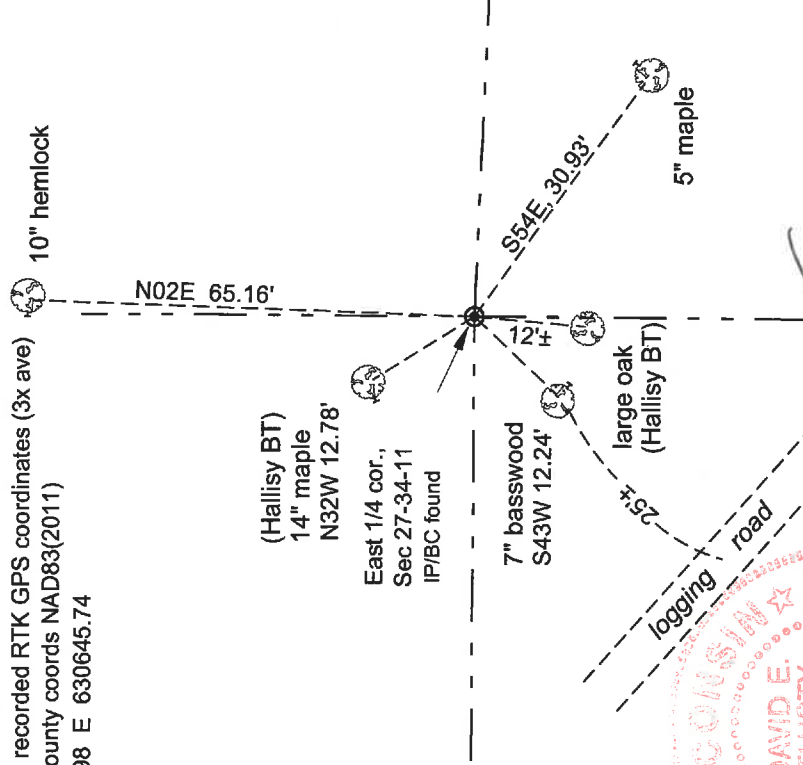 10" hemlock
recorded RTK GPS coordinates (3x ave)
ounty coords NAD83(2011)
98 E 630645.74
N02E 65.16'
S54E, 30.93'
5" maple
(Hallisy BT)
14" maple
N32W 12.78'
12'±
East 1/4 cor.,
Sec 27-34-11
IP/BC found
large oak
(Hallisy BT)
7" basswood
S43W 12.24'
25'±
logging road
CONSIN
DAVID E.